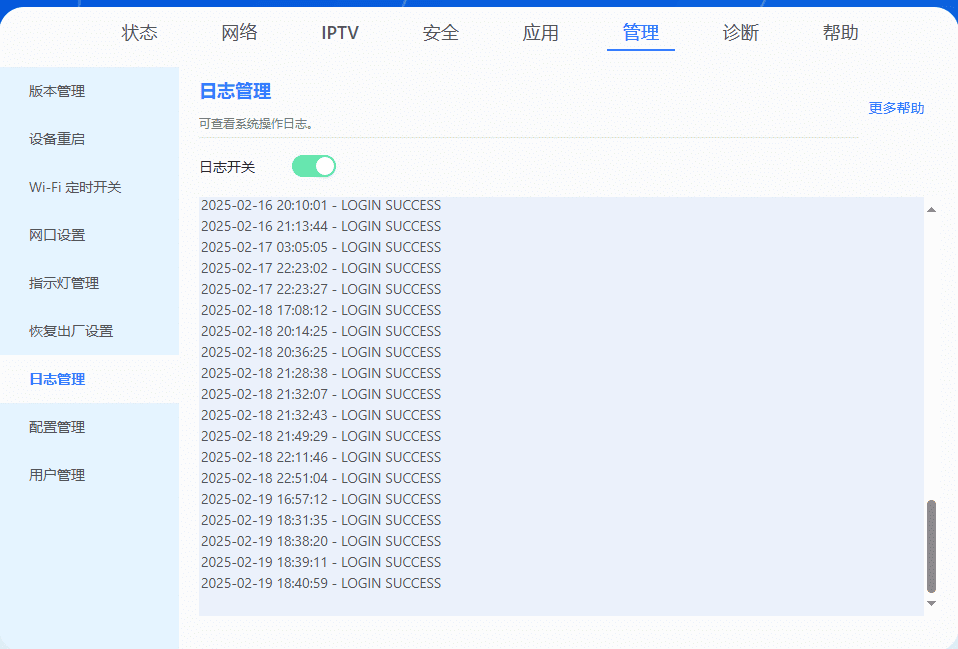 状态 网络 IPTV 安全 应用 管理 诊断 帮助
版本管理
设备重启
Wi-Fi 定时开关
网口设置
指示灯管理
恢复出厂设置
日志管理
配置管理
用户管理
日志管理
更多帮助
可查看系统操作日志。
日志开关
2025-02-16 20:10:01 - LOGIN SUCCESS
2025-02-16 21:13:44 - LOGIN SUCCESS
2025-02-17 03:05:05 - LOGIN SUCCESS
2025-02-17 22:23:02 - LOGIN SUCCESS
2025-02-17 22:23:27 - LOGIN SUCCESS
2025-02-18 17:08:12 - LOGIN SUCCESS
2025-02-18 20:14:25 - LOGIN SUCCESS
2025-02-18 20:36:25 - LOGIN SUCCESS
2025-02-18 21:28:38 - LOGIN SUCCESS
2025-02-18 21:32:07 - LOGIN SUCCESS
2025-02-18 21:32:43 - LOGIN SUCCESS
2025-02-18 21:49:29 - LOGIN SUCCESS
2025-02-18 22:11:46 - LOGIN SUCCESS
2025-02-18 22:51:04 - LOGIN SUCCESS
2025-02-19 16:57:12 - LOGIN SUCCESS
2025-02-19 18:31:35 - LOGIN SUCCESS
2025-02-19 18:38:20 - LOGIN SUCCESS
2025-02-19 18:39:11 - LOGIN SUCCESS
2025-02-19 18:40:59 - LOGIN SUCCESS